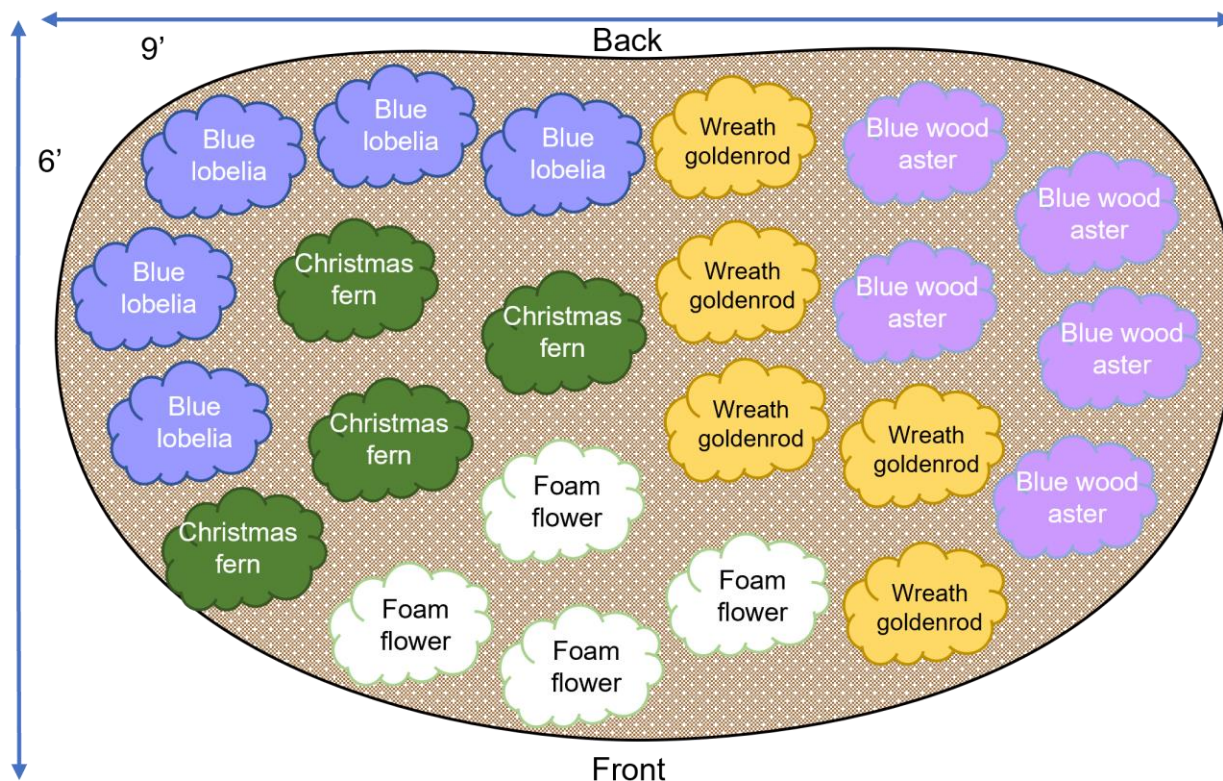 9’
Back
6’
Blue
lobelia
Blue
lobelia
Blue
lobelia
Wreath
goldenrod
Blue wood
aster
Blue wood
aster
Blue
lobelia
Christmas
fern
Christmas
fern
Wreath
goldenrod
Blue wood
aster
Blue wood
aster
Blue
lobelia
Christmas
fern
Wreath
goldenrod
Wreath
goldenrod
Blue wood
aster
Christmas
fern
Foam
flower
Foam
flower
Foam
flower
Foam
flower
Wreath
goldenrod
Front